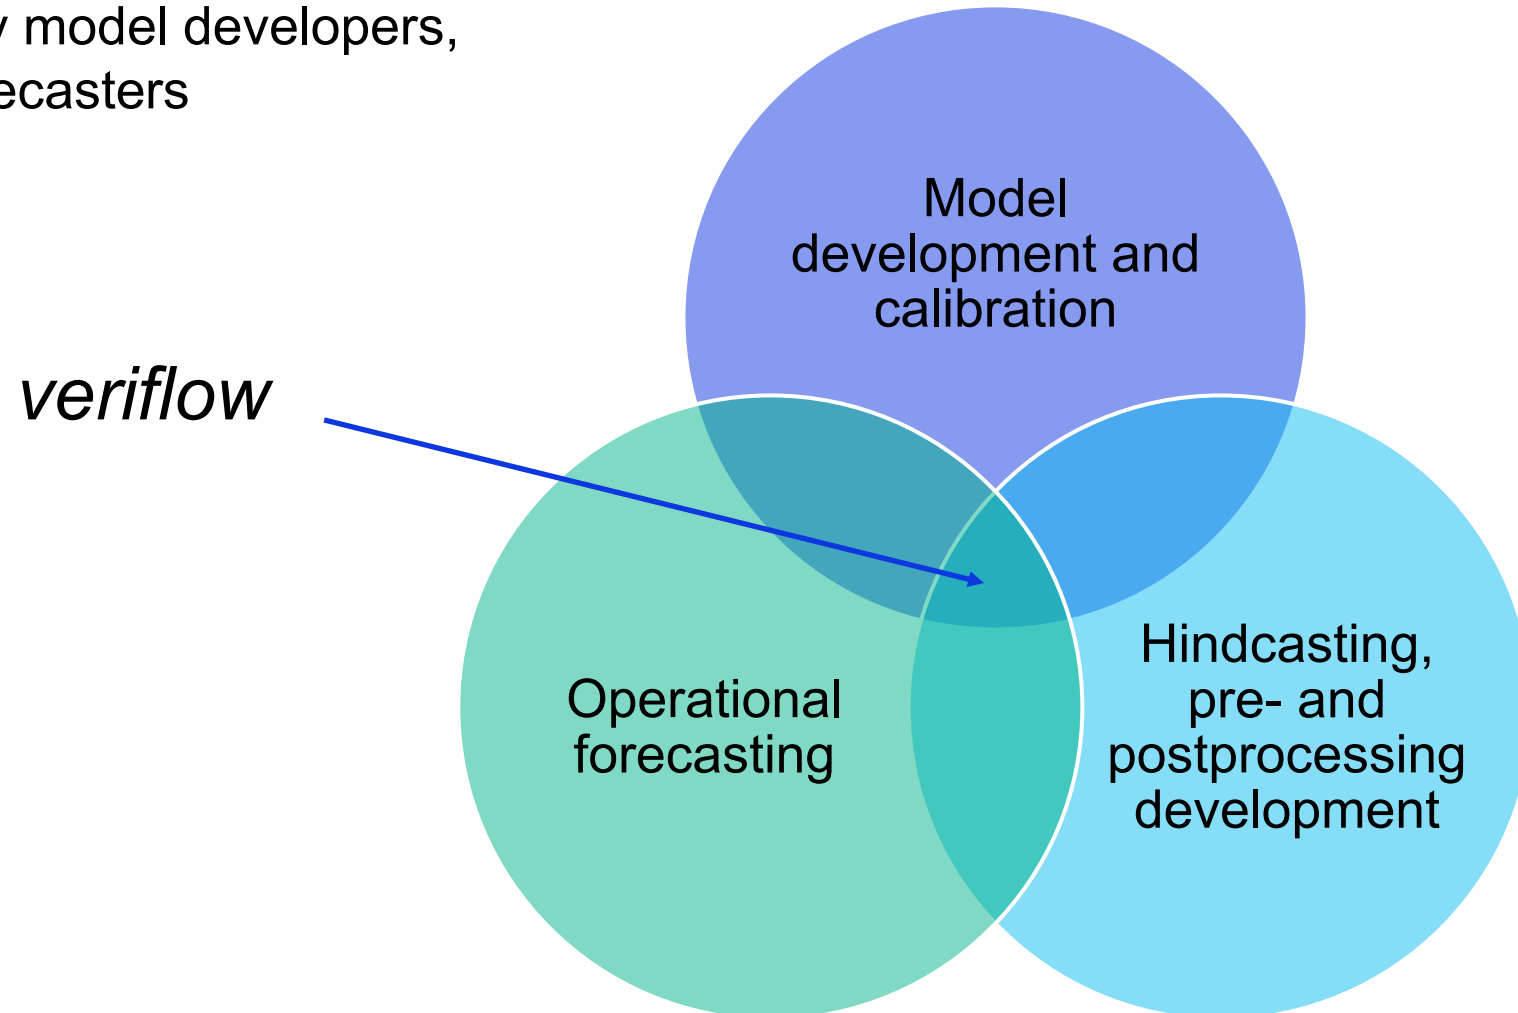 model developers,
ecasters
Model
development and
calibration
veriflow
Operational
forecasting
Hindcasting,
pre- and
postprocessing
development